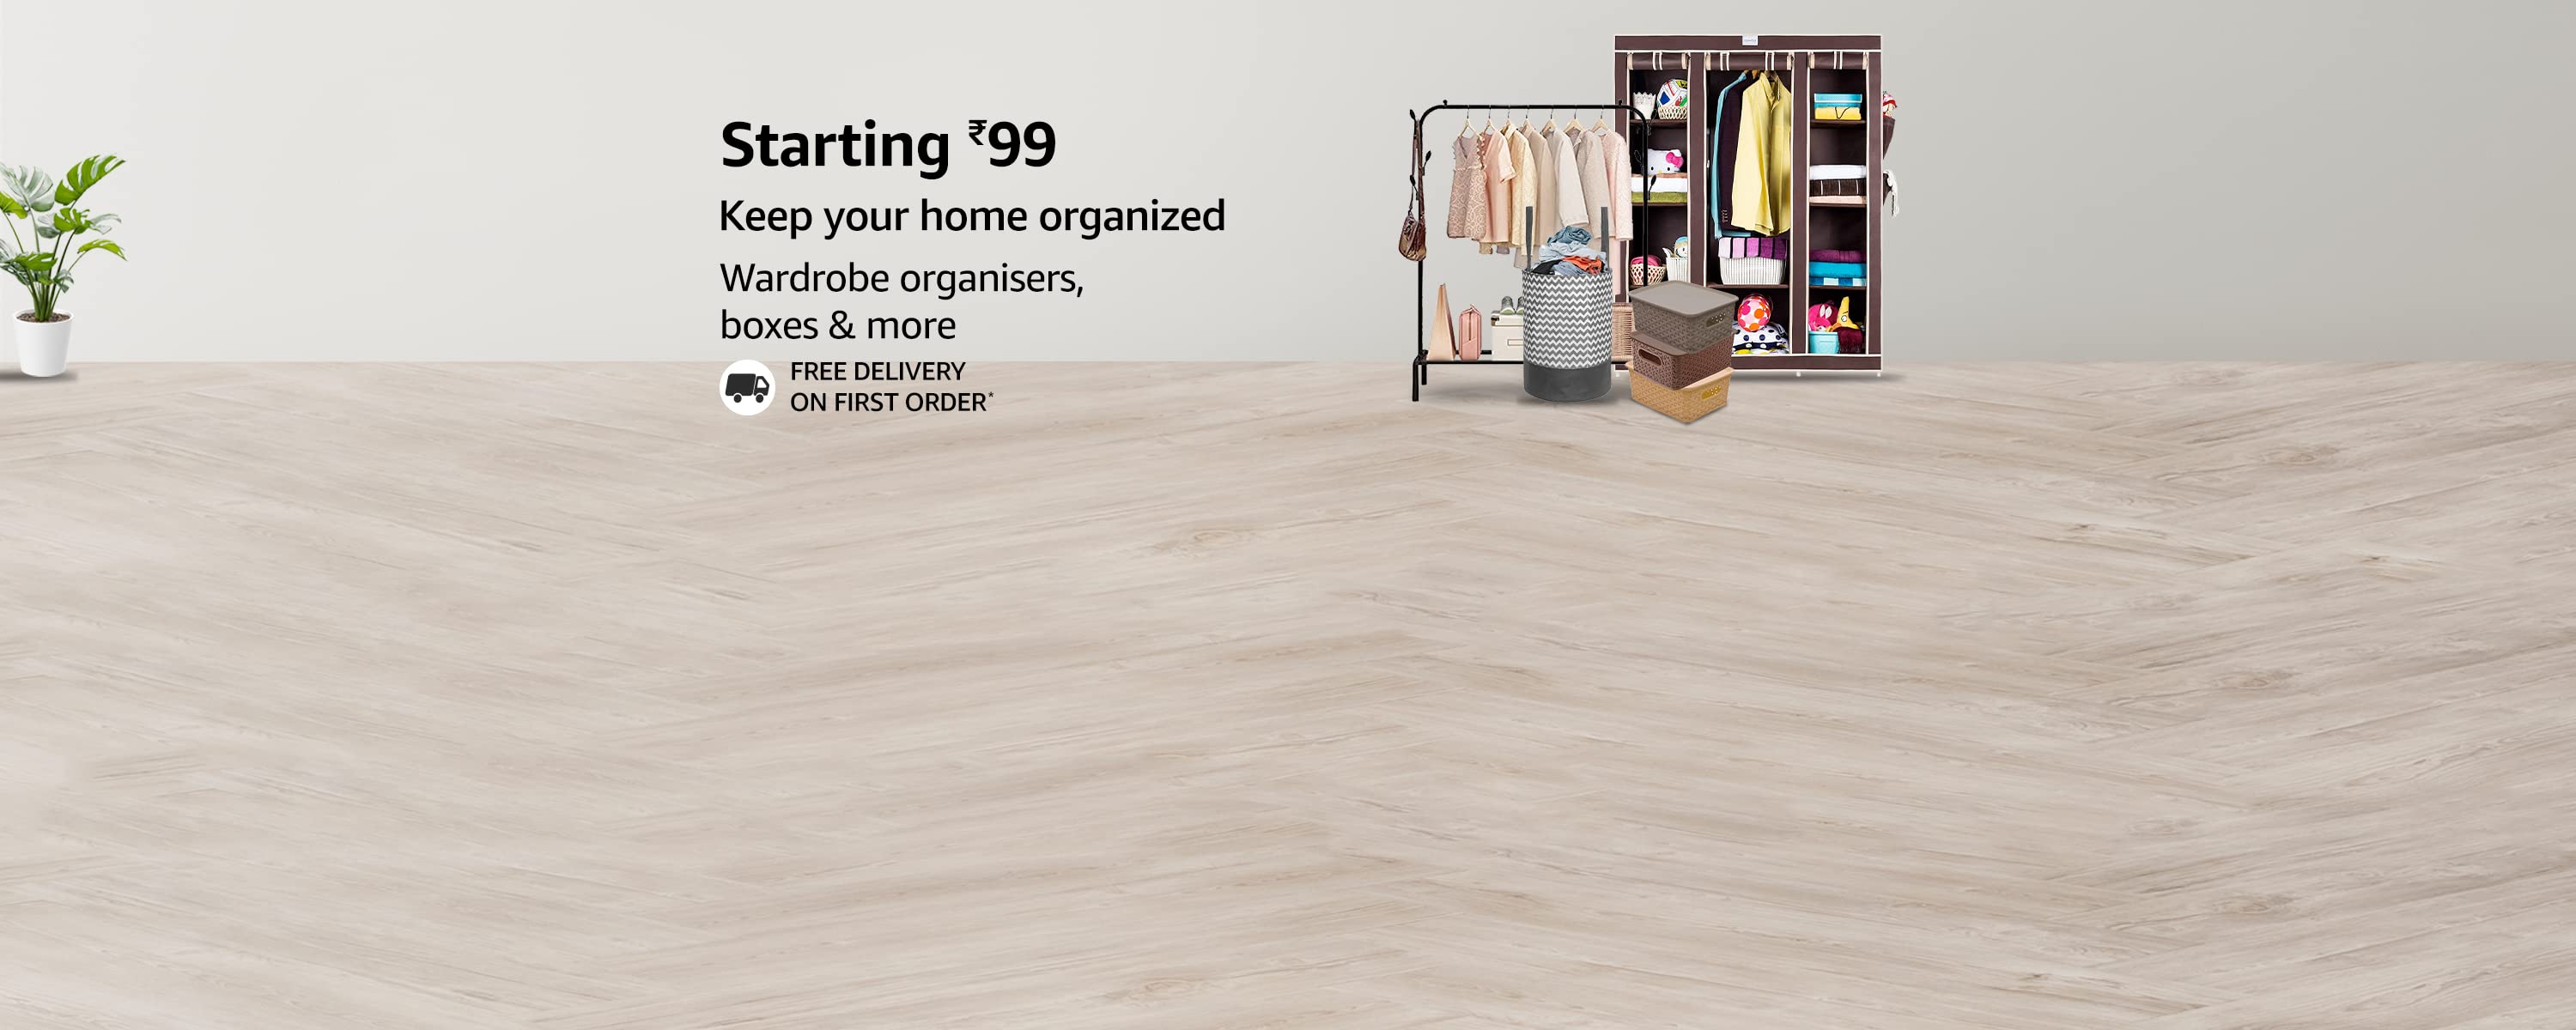 Starting ₹99
Keep your home organized
Wardrobe organisers,
boxes & more
FREE DELIVERY
ON FIRST ORDER*